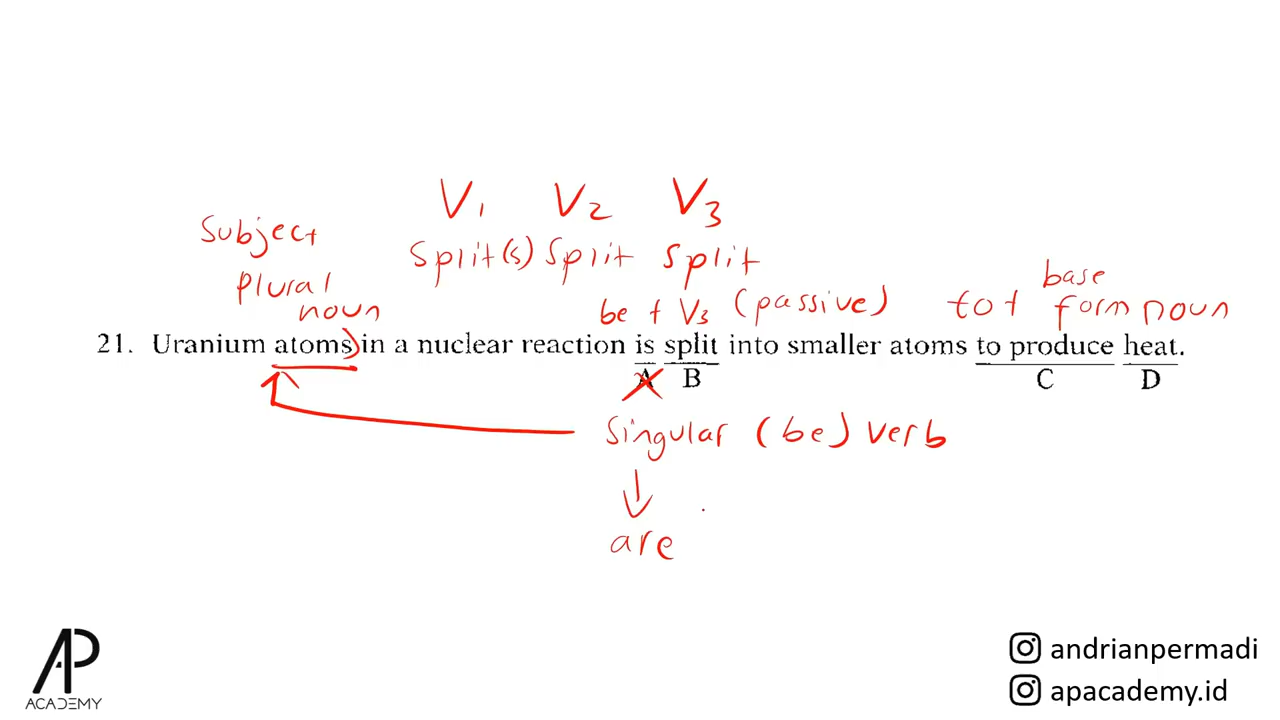 V1 V2 V3
Subject
Split(s) Split Split
plural
noun
be + V3 (passive)
to +
base
form
noun
21. Uranium atoms) in a nuclear reaction is split into smaller atoms to produce heat.
A B C D
Singular (be) verb
are
AP
ACADEMY
andrianpermadi
apacademy.id